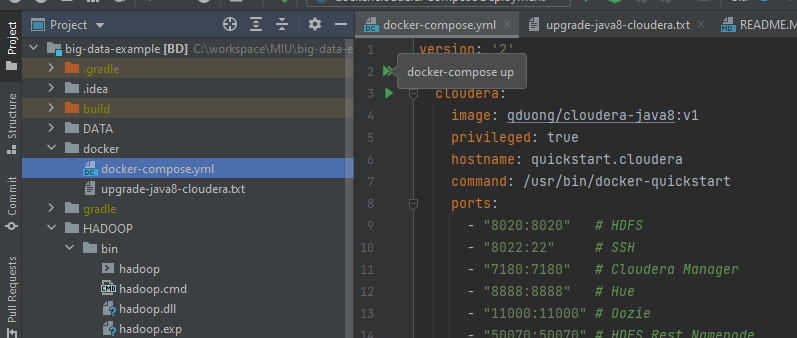 Project
docker-compose.yml
upgrade-java8-cloudera.txt
README.M
Project
Structure
Commit
Pull Requests
big-data-example [BD] C:\workspace\MIU\big-data-e
.gradle
.idea
build
DATA
docker
docker-compose.yml
upgrade-java8-cloudera.txt
gradle
HADOOP
bin
hadoop
hadoop.cmd
hadoop.dll
hadoop.exp
1 version: '2'
2
docker-compose up
3 cloudera:
4 image: qduong/cloudera-java8:v1
5 privileged: true
6 hostname: quickstart.cloudera
7 command: /usr/bin/docker-quickstart
8 ports:
9 - "8020:8020" # HDFS
10 - "8022:22" # SSH
11 - "7180:7180" # Cloudera Manager
12 - "8888:8888" # Hue
13 - "11000:11000" # Oozie
14 - "50070:50070" # HDFS Rest Namenode